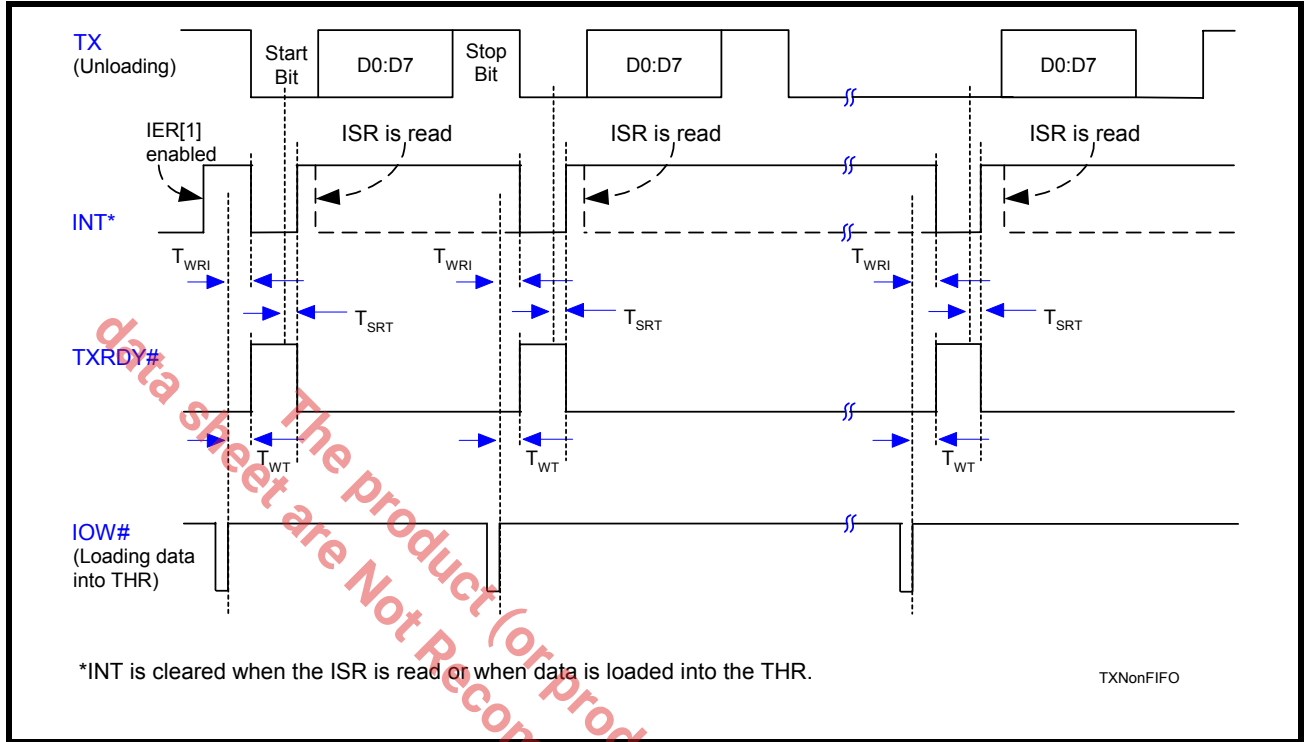 TX
(Unloading)
Start
Bit
D0:D7
Stop
Bit
D0:D7
D0:D7
IER[1]
enabled
ISR is read
ISR is read
ISR is read
INT*
TWRI
TWRI
TWRI
TSRT
TSRT
TSRT
TXRDY#
TWT
TWT
TWT
IOW#
(Loading data
into THR)
*INT is cleared when the ISR is read or when data is loaded into the THR.
TXNonFIFO
The product (or prod
data sheet are Not Recom